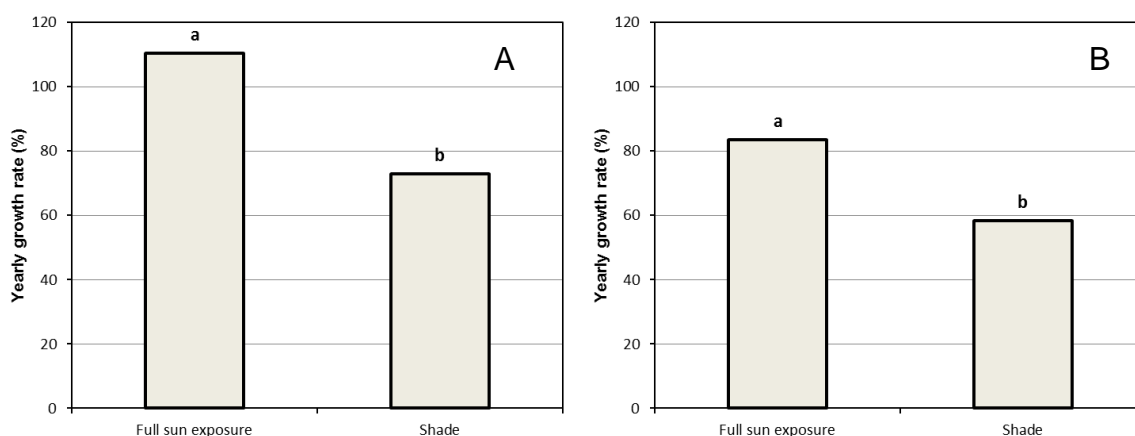 120
100
80
60
40
20
0
Yearly growth rate (%)
a
b
A
Full sun exposure
Shade
120
100
80
60
40
20
0
Yearly growth rate (%)
a
b
B
Full sun exposure
Shade